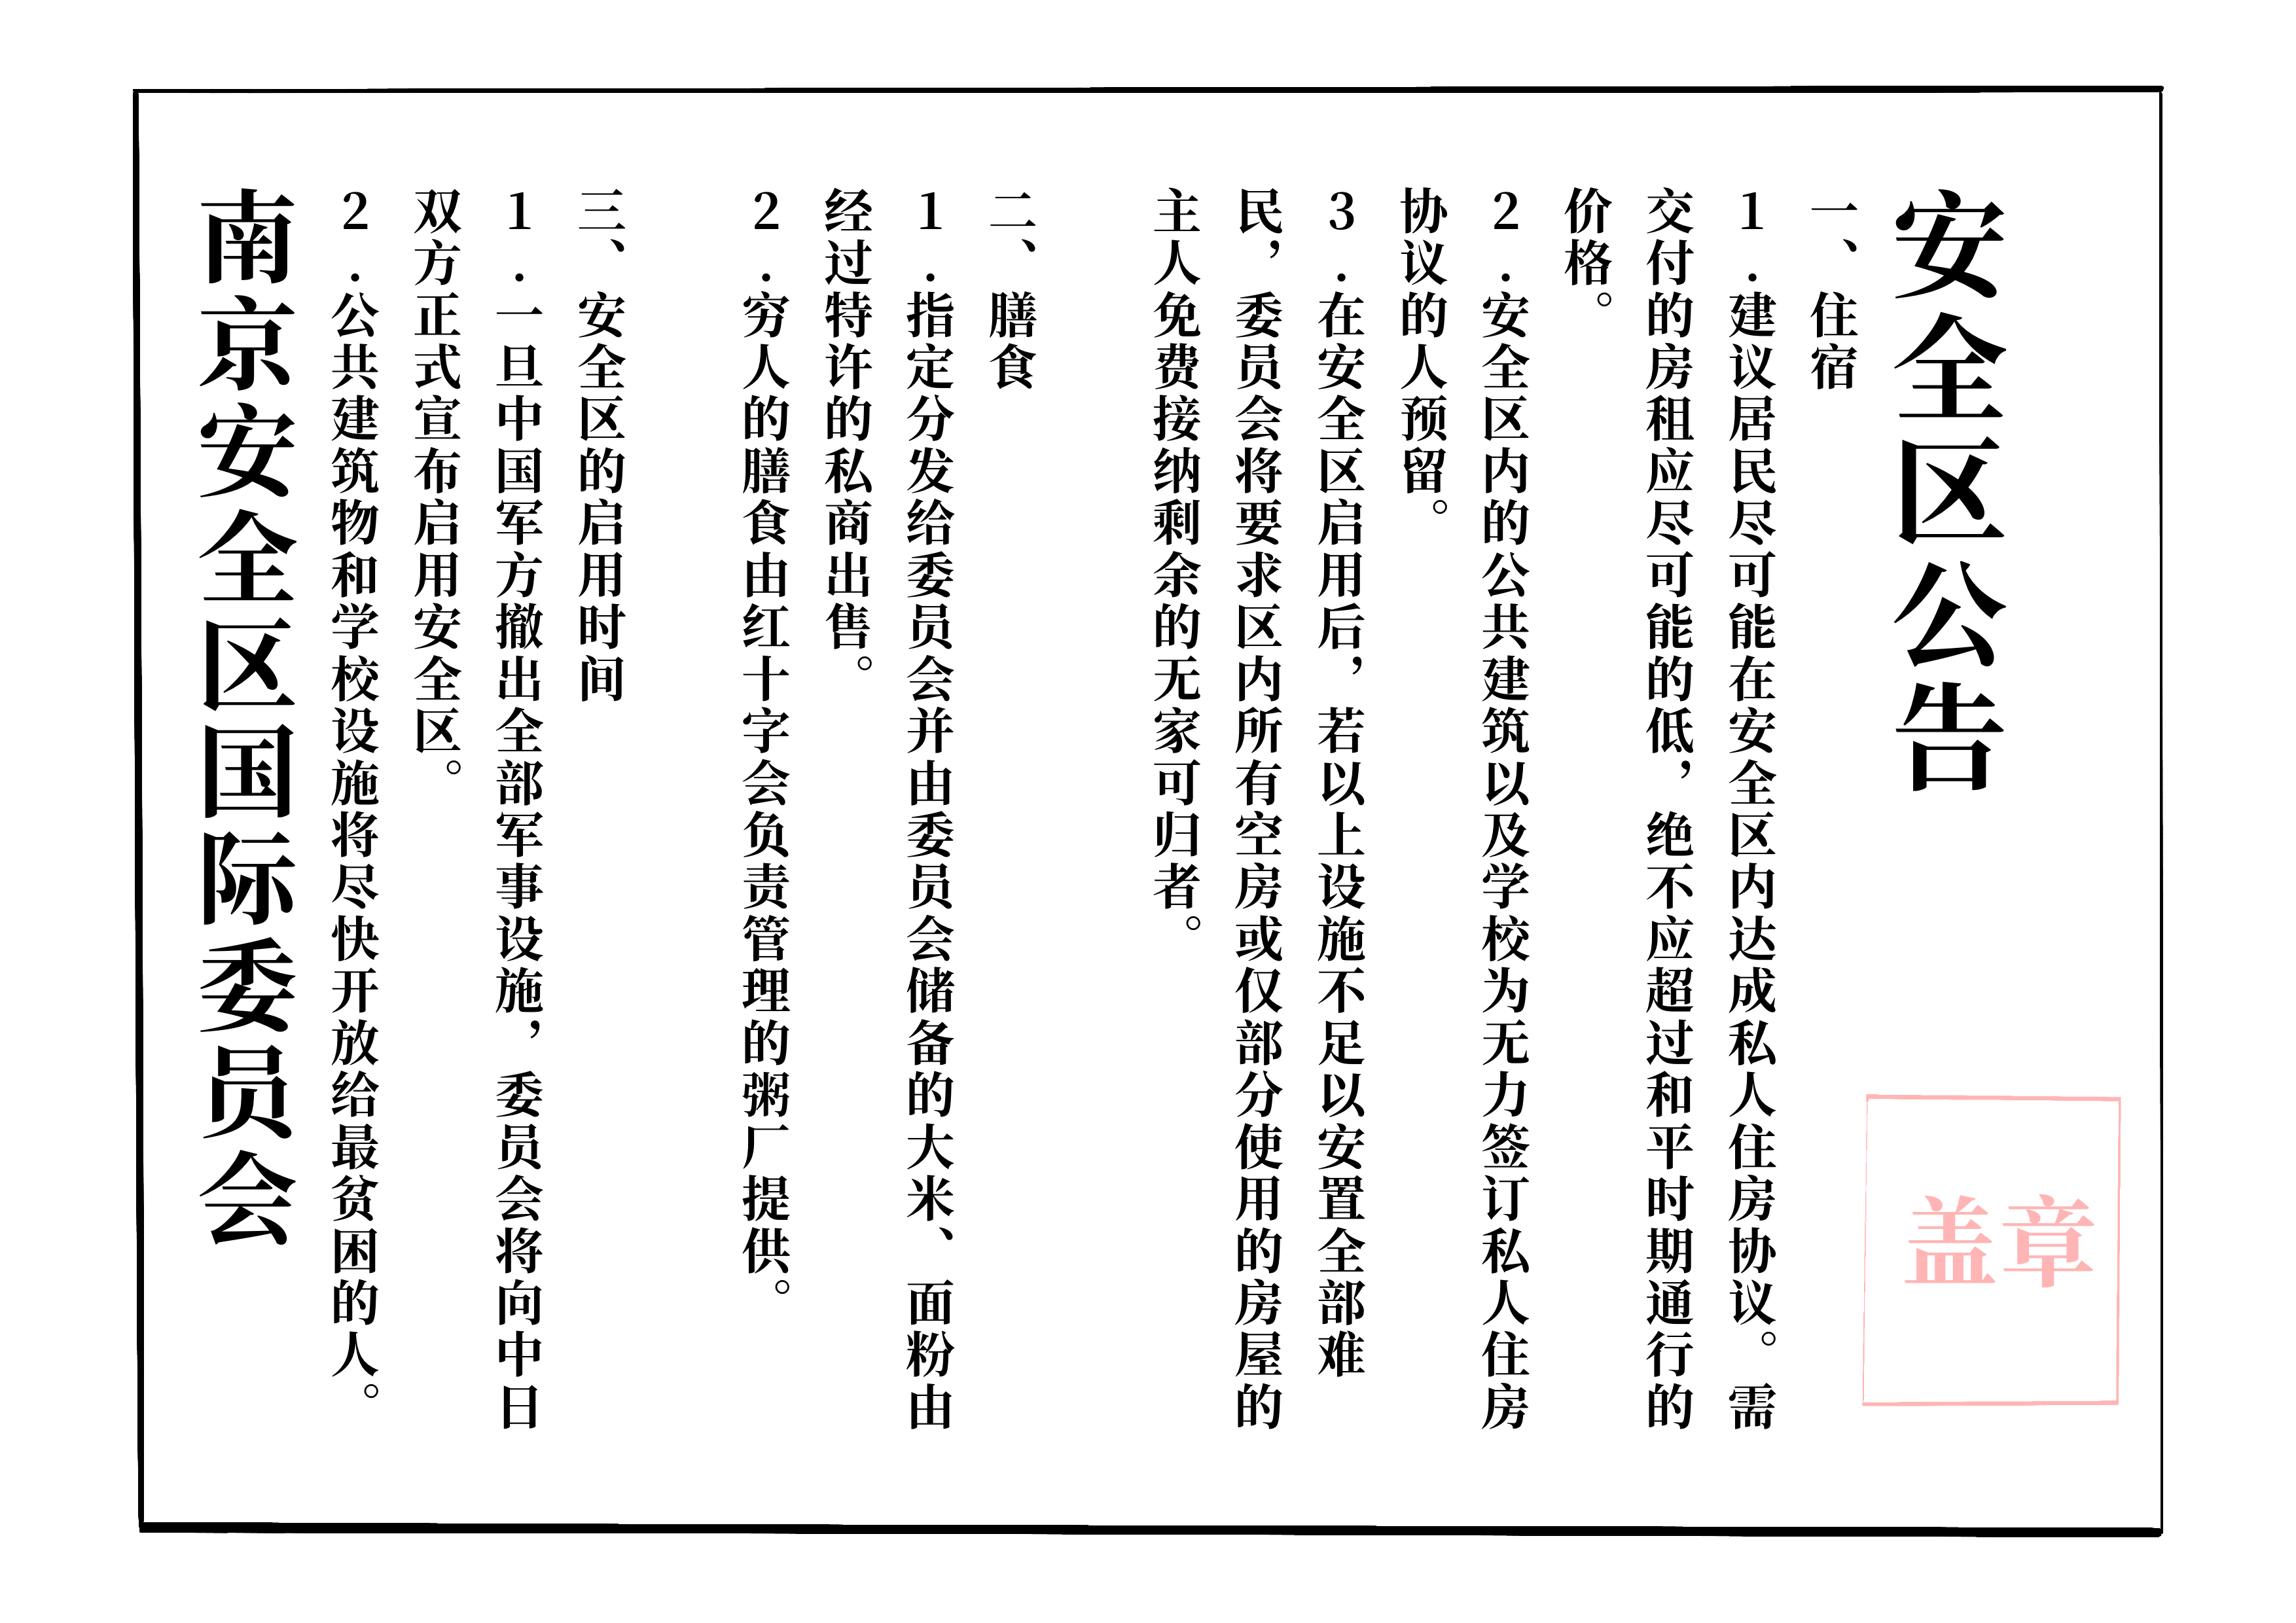 安全区公告
一、住宿
1.建议居民尽可能在安全区内达成私人住房协议。需
交付的房租应尽可能的低，绝不应超过和平时期通行的
价格。
2.安全区内的公共建筑以及学校为无力签订私人住房
协议的人预留。
3.在安全区启用后，若以上设施不足以安置全部难
民，委员会将要求区内所有空房或仅部分使用的房屋的
主人免费接纳剩余的无家可归者。
二、膳食
1.指定分发给委员会并由委员会储备的大米、面粉由
经过特许的私商出售。
2.穷人的膳食由红十字会负责管理的粥厂提供。
三、安全区的启用时间
1.一旦中国军方撤出全部军事设施，委员会将向中日
双方正式宣布启用安全区。
2.公共建筑物和学校设施将尽快开放给最贫困的人。
南京安全区国际委员会
盖章